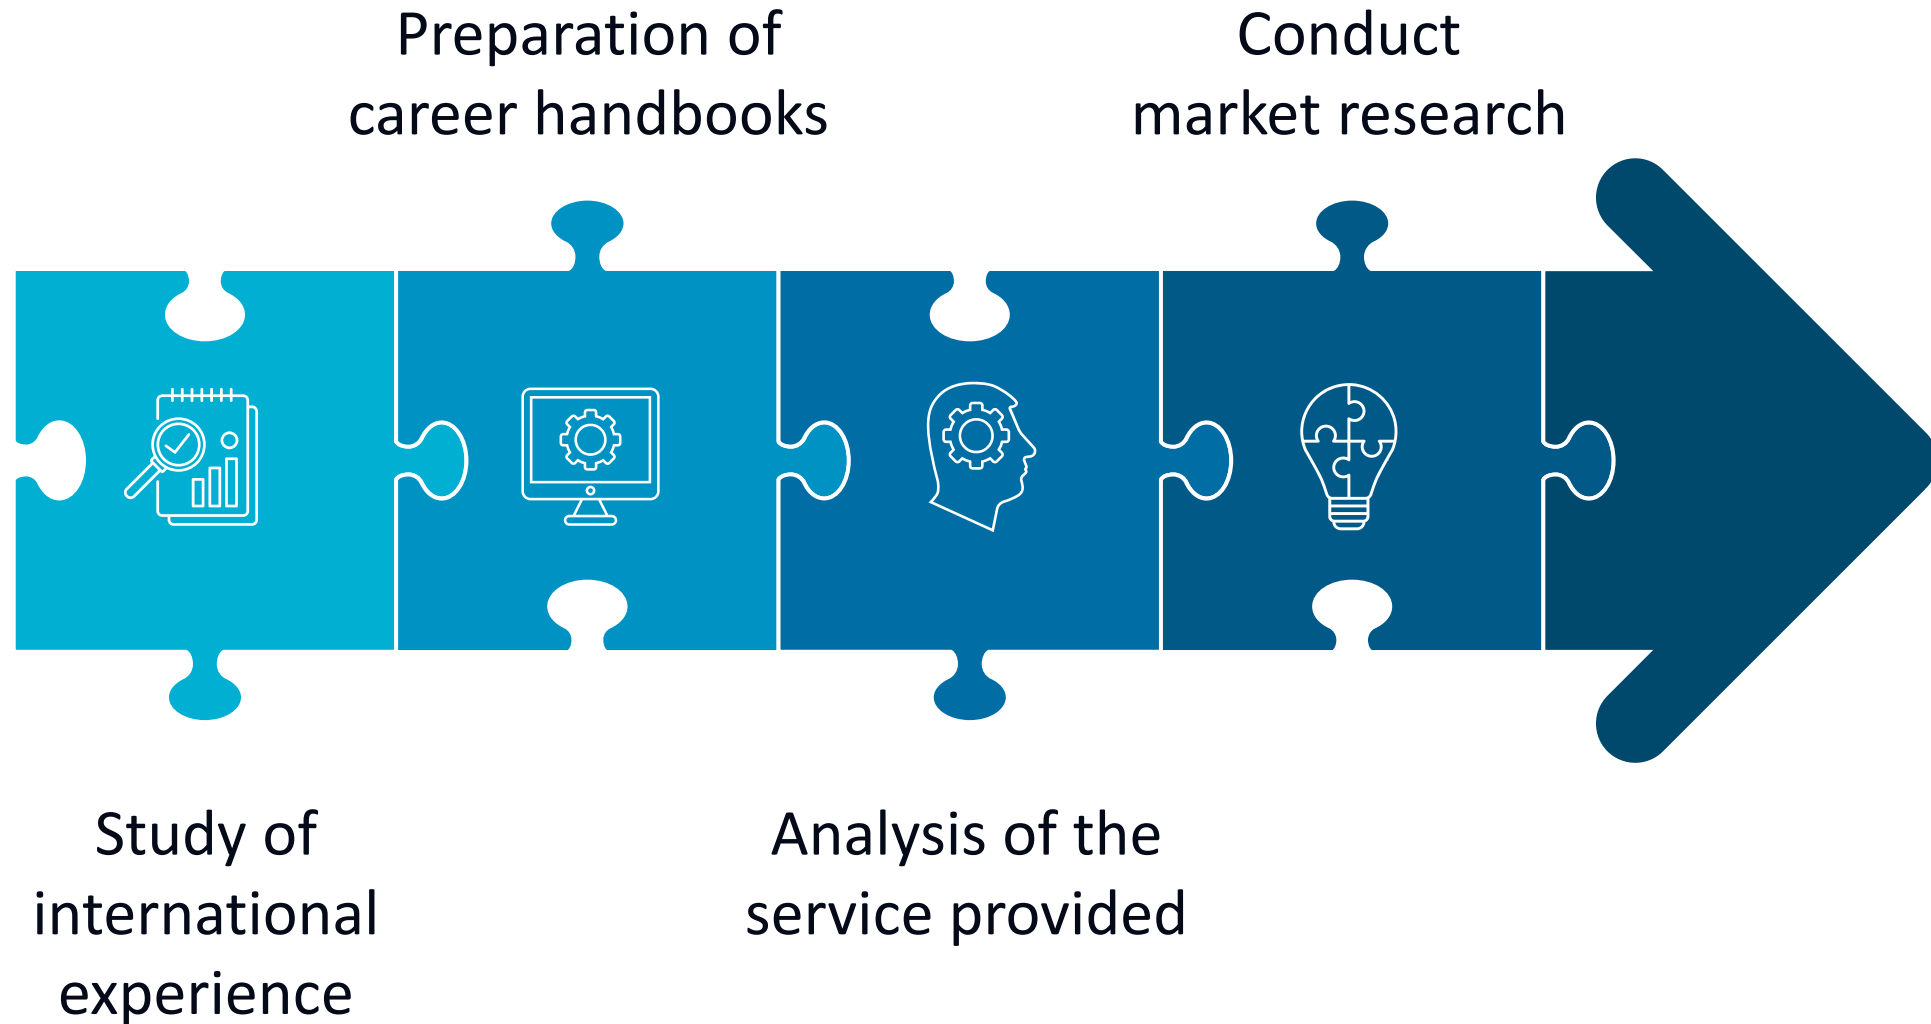 Preparation of
career handbooks
Conduct
market research
Study of
international
experience
Analysis of the
service provided